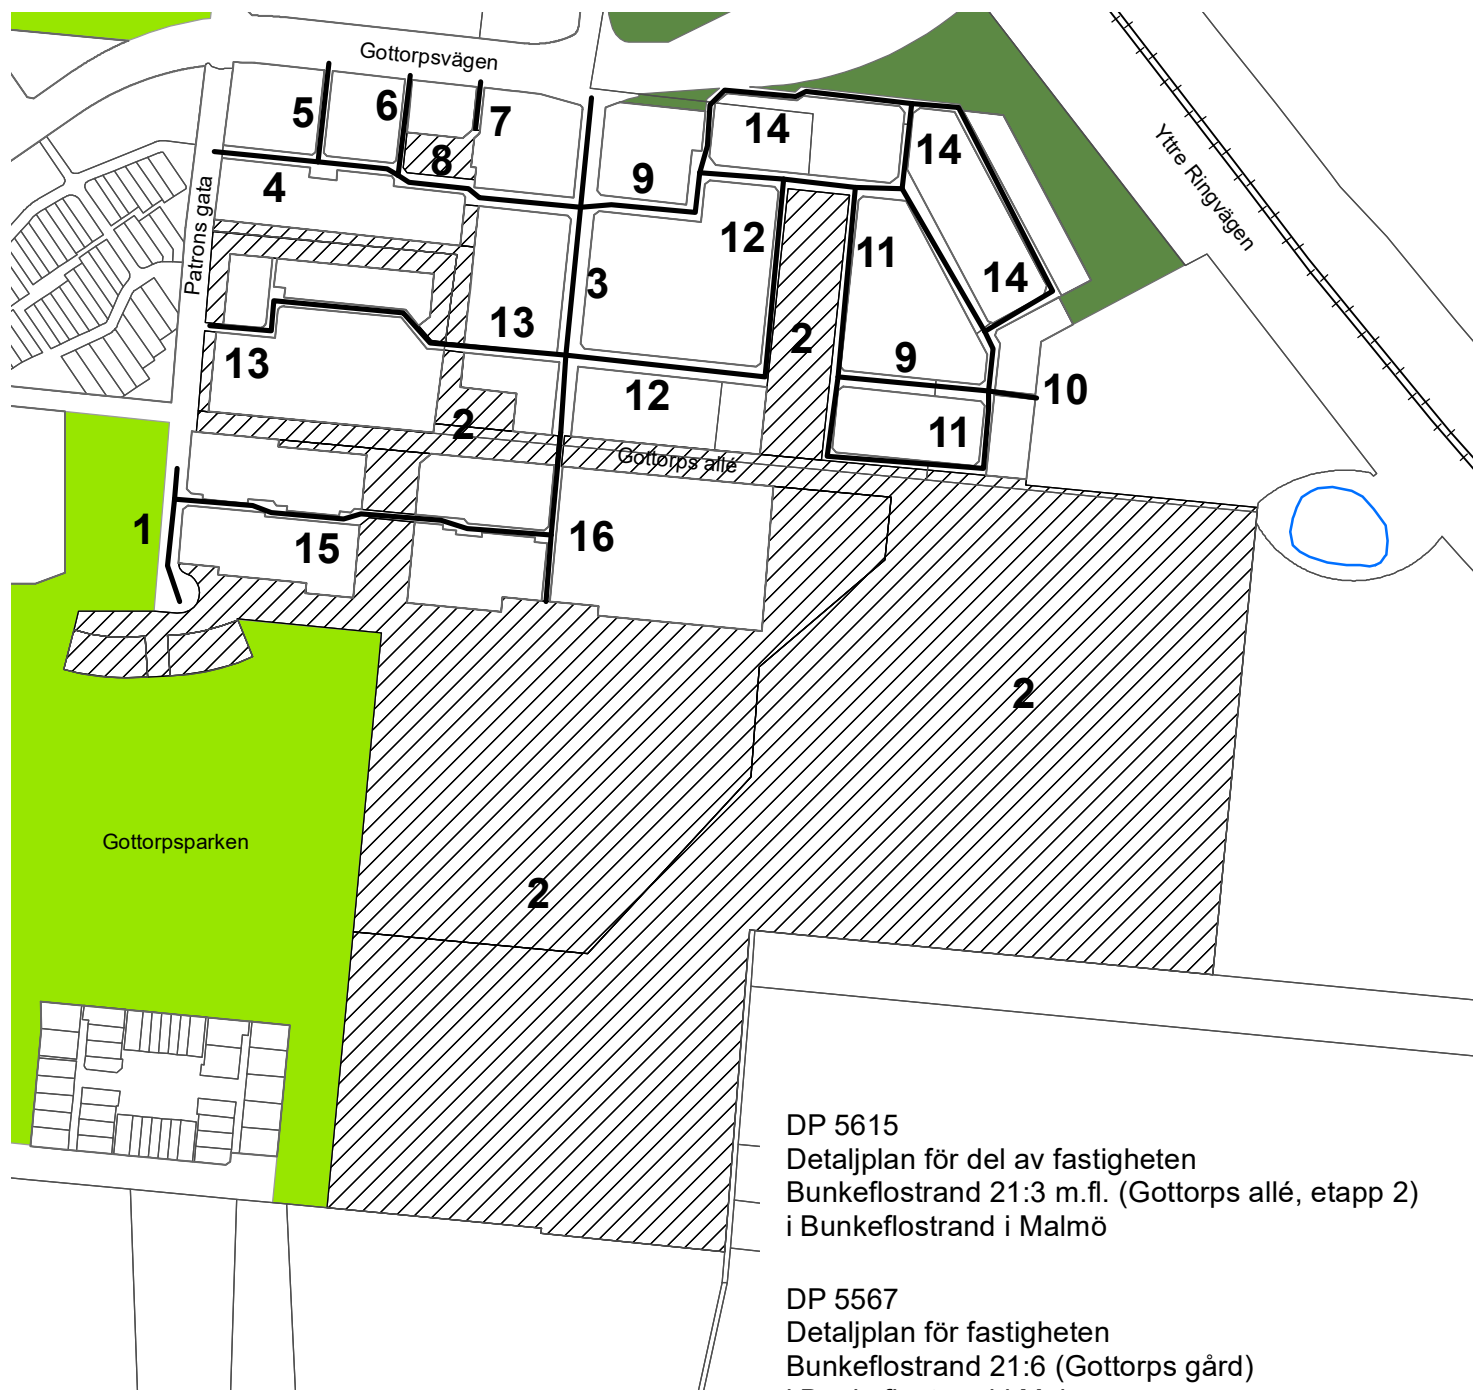 Gottorpsvägen
5
6
7
8
14
14
Yttre Ringvägen
Patrons gata
4
9
12
11
14
3
13
2
9
13
12
10
2
11
Gottorps allé
1
15
16
2
Gottorpsparken
2
DP 5615
Detaljplan för del av fastigheten
Bunkeflostrand 21:3 m.fl. (Gottorps allé, etapp 2)
i Bunkeflostrand i Malmö
DP 5567
Detaljplan för fastigheten
Bunkeflostrand 21:6 (Gottorps gård)